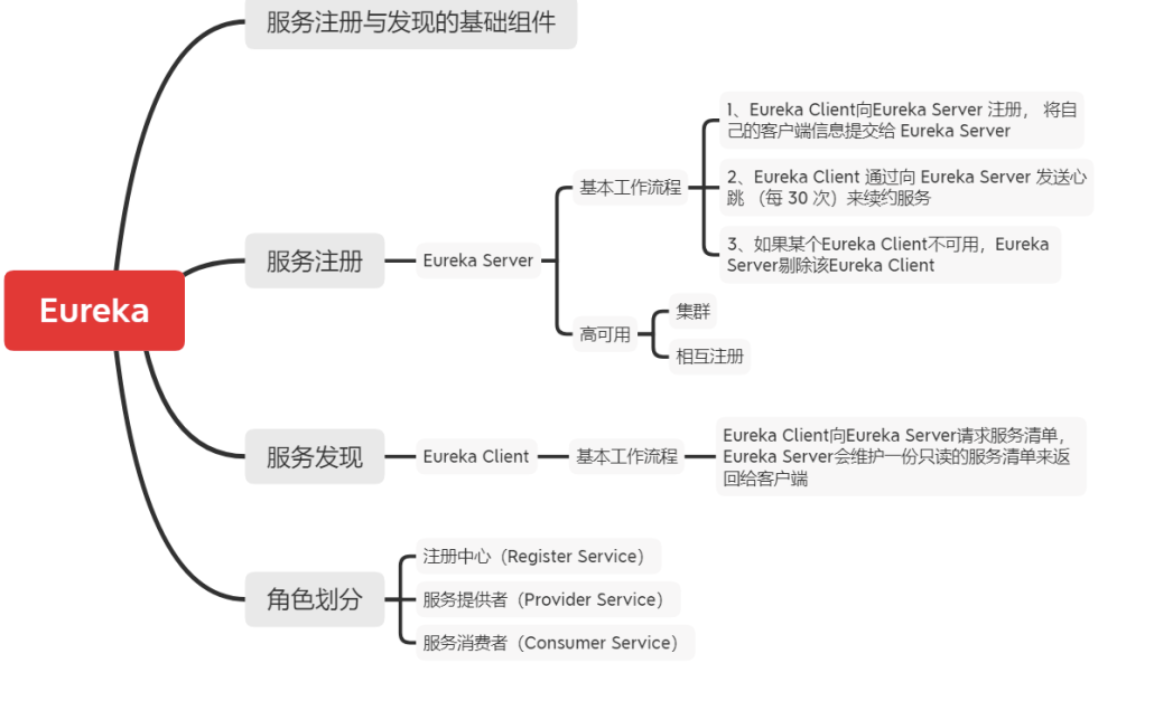 服务注册与发现的基础组件
1、Eureka Client向Eureka Server 注册， 将自
己的客户端信息提交给 Eureka Server
基本工作流程
2、Eureka Client 通过向 Eureka Server 发送心
跳 （每 30 次）来续约服务
3、如果某个Eureka Client不可用，Eureka
Server剔除该Eureka Client
服务注册
Eureka Server
Eureka
高可用
集群
相互注册
服务发现
Eureka Client
基本工作流程
Eureka Client向Eureka Server请求服务清单，
Eureka Server会维护一份只读的服务清单来返
回给客户端
角色划分
注册中心（Register Service）
服务提供者（Provider Service）
服务消费者（Consumer Service）